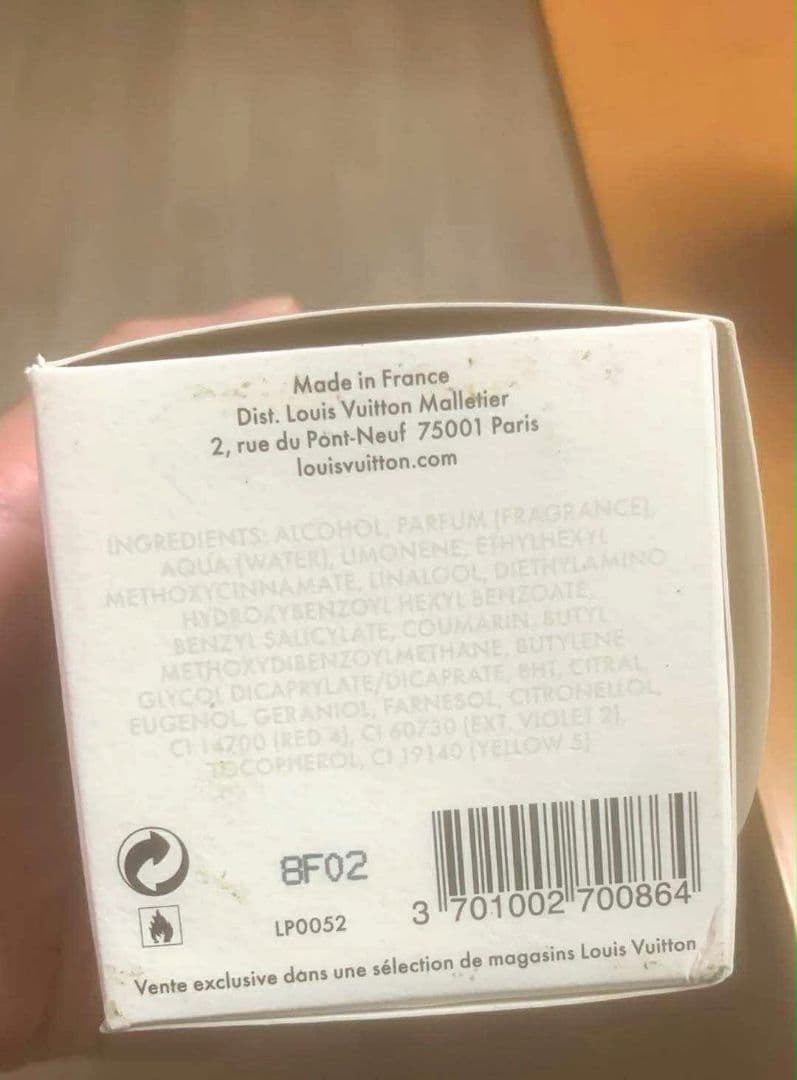 Made in France
Dist. Louis Vuitton Malletier
2, rue du Pont-Neuf 75001 Paris
louisvuitton.com
INGREDIENTS: ALCOHOL, PARFUM (FRAGRANCE),
AQUA (WATER), LIMONENE, ETHYLHEXYL
METHOXYCINNAMATE, LINALOOL, DIETHYLAMINO
HYDROXYBENZOYL HEXYL BENZOATE,
BENZYL SALICYLATE, COUMARIN, BUTYL
METHOXYDIBENZOYLMETHANE, BUTYLENE
GLYCOL DICAPRYLATE/DICAPRATE, BHT, CITRAL,
EUGENOL, GERANIOL, FARNESOL, CITRONELLOL,
CI 14700 (RED 4), CI 60730 (EXT. VIOLET 2),
TOCOPHEROL, CI 19140 (YELLOW 5)
8F02
LP0052
3 701002 700864
Vente exclusive dans une sélection de magasins Louis Vuitton